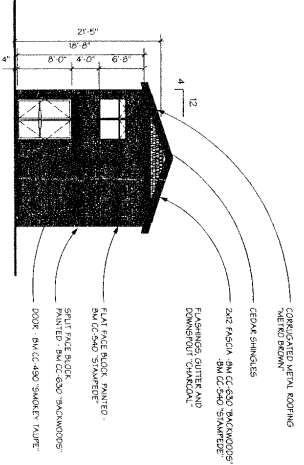 21'-5"
18'-8"
4"
8'-0"
4'-0"
6'-8"
4
12
CORRUGATED METAL ROOFING
"METRO BROWN"
CEDAR SHINGLES
2X12 FASCIA -BM CC-630 "BACKWOODS"
-BM CC-540 "STAMPEDE"
FLASHINGS, GUTTER AND
DOWNSPOUT "CHARCOAL"
FLAT FACE BLOCK PAINTED -
BM CC-540 "STAMPEDE"
SPLIT FACE BLOCK
PAINTED - BM CC-630 "BACKWOODS"
DOOR - BM CC-490 "SMOKEY TAUPE"